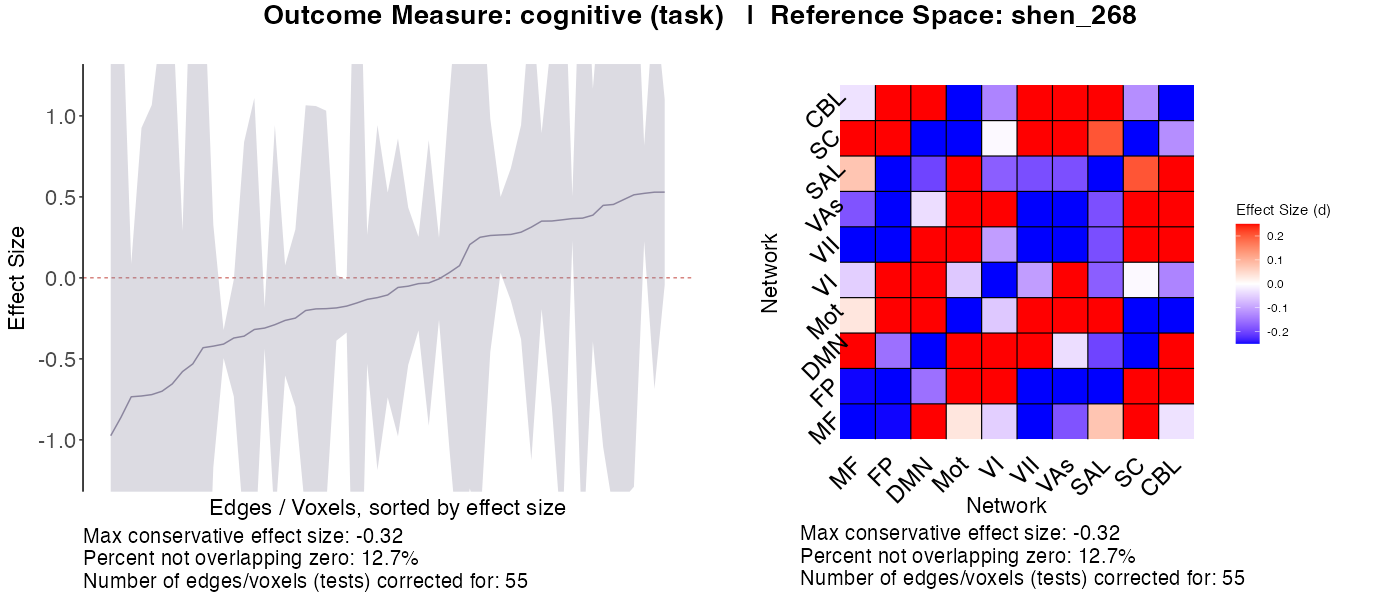 Outcome Measure: cognitive (task) | Reference Space: shen_268
Effect Size
1.0
0.5
0.0
-0.5
-1.0
Edges / Voxels, sorted by effect size
Max conservative effect size: -0.32
Percent not overlapping zero: 12.7%
Number of edges/voxels (tests) corrected for: 55
Network
CBL
SC
SAL
VAs
VII
VI
Mot
DMN
FP
MF
MF
FP
DMN
Mot
VI
VII
VAs
SAL
SC
CBL
Network
Effect Size (d)
0.2
0.1
0.0
-0.1
-0.2
Max conservative effect size: -0.32
Percent not overlapping zero: 12.7%
Number of edges/voxels (tests) corrected for: 55